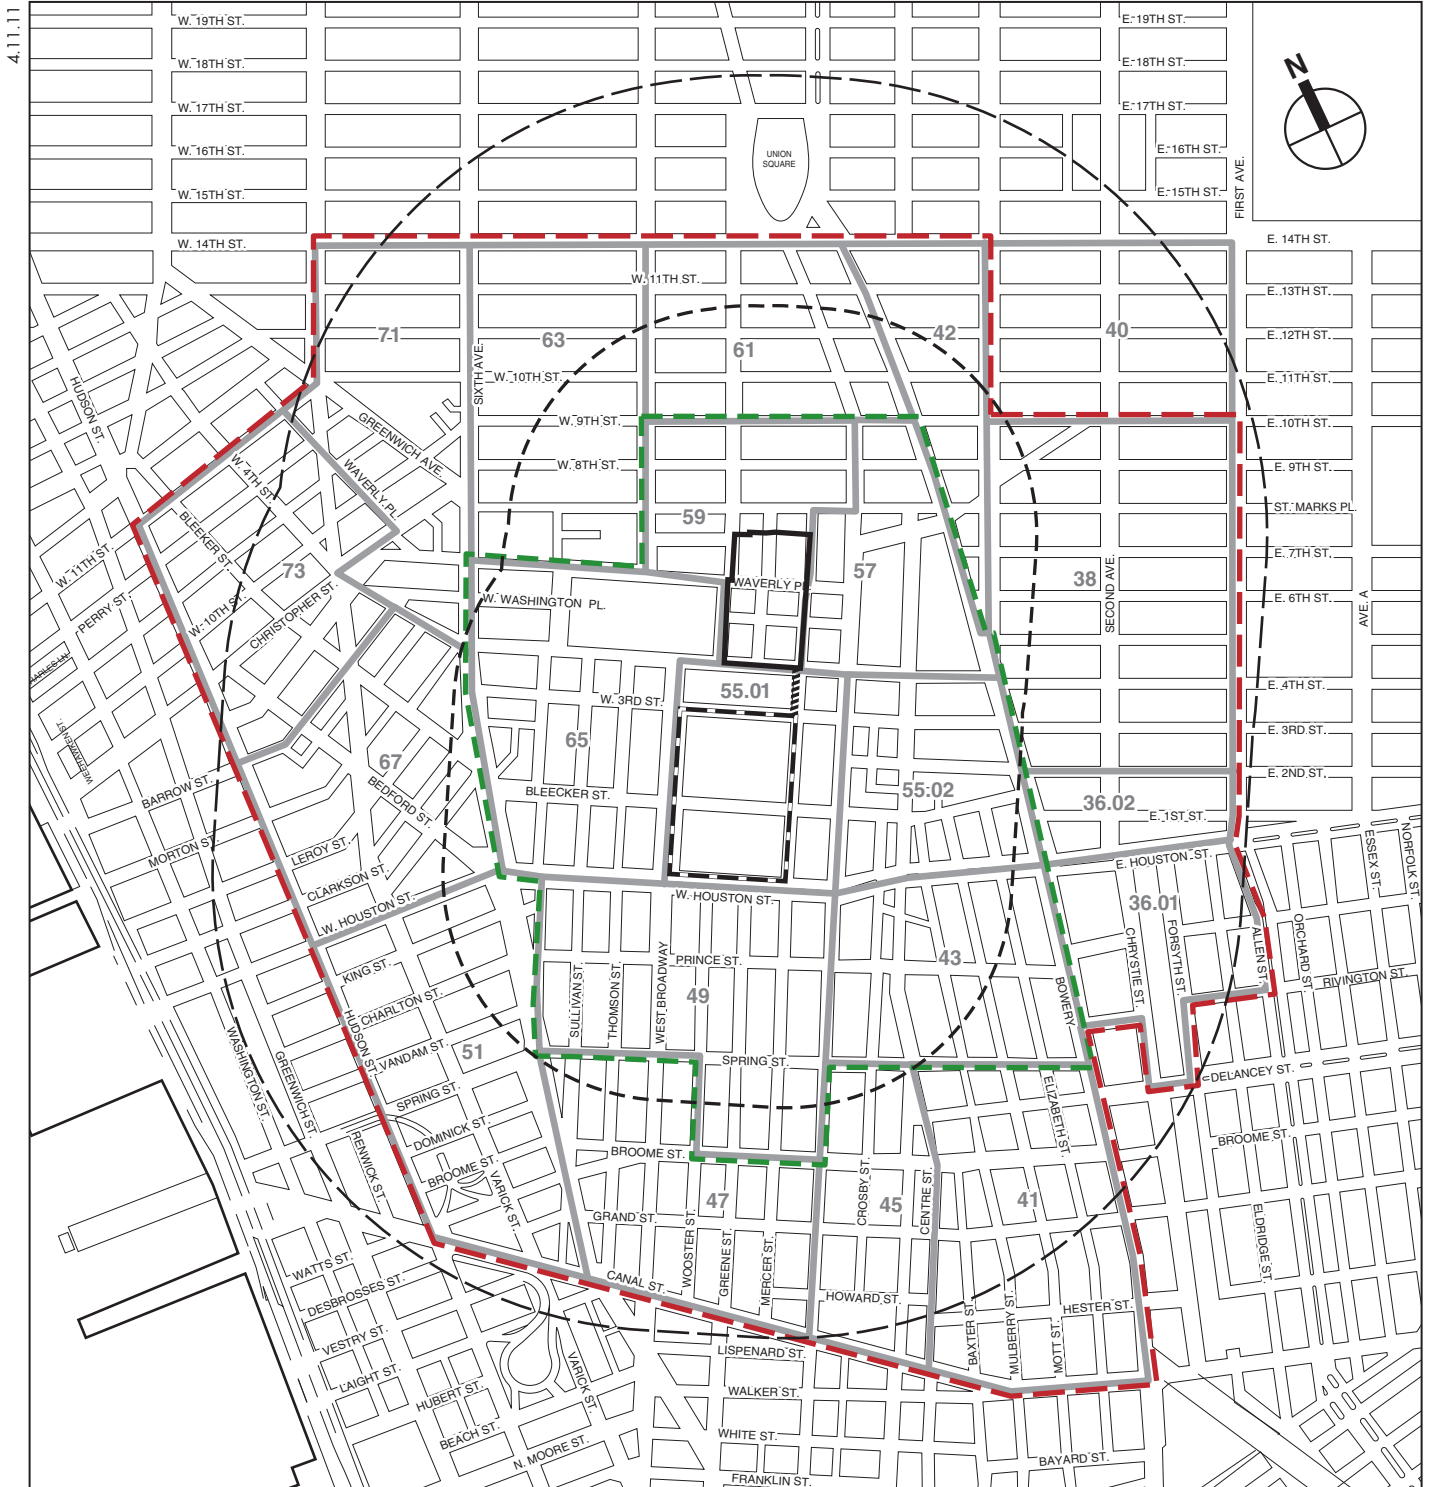 4.11.11
W. 19TH ST.
E. 19TH ST.
W. 18TH ST.
E. 18TH ST.
N
W. 17TH ST.
E. 17TH ST.
W. 16TH ST.
UNION
SQUARE
E. 16TH ST.
W. 15TH ST.
E. 15TH ST.
FIRST AVE.
W. 14TH ST.
E. 14TH ST.
W. 11TH ST.
E. 13TH ST.
71
63
61
42
40
E. 12TH ST.
SIXTH AVE.
W. 10TH ST.
E. 11TH ST.
HUDSON ST.
GREENWICH AVE.
W. 9TH ST.
E. 10TH ST.
W. 4TH ST.
WAVERLY PL.
W. 8TH ST.
E. 9TH ST.
ST. MARKS PL.
BLEEKER ST.
59
57
W. 11TH ST.
73
38
SECOND AVE.
E. 7TH ST.
WAVERLY PL.
PERRY ST.
W. 10TH ST.
CHRISTOPHER ST.
W. WASHINGTON PL.
E. 6TH ST.
AVE. A
55.01
W. 3RD ST.
E. 4TH ST.
WEEHAWKEN ST.
65
E. 3RD ST.
67
BARROW ST.
BEDFORD ST.
BLEECKER ST.
55.02
36.02
E. 2ND ST.
E. 1ST ST.
MORTON ST.
LEROY ST.
E. HOUSTON ST.
ESSEX ST.
NORFOLK ST.
CLARKSON ST.
W. HOUSTON ST.
W. HOUSTON ST.
36.01
CHRYSTIE ST.
FORSYTH ST.
ALLEN ST.
ORCHARD ST.
KING ST.
SULLIVAN ST.
THOMSON ST.
WEST BROADWAY
PRINCE ST.
43
RIVINGTON ST.
CHARLTON ST.
49
BOWERY
HUDSON ST.
VANDAM ST.
51
WASHINGTON ST.
GREENWICH ST.
SPRING ST.
SPRING ST.
DELANCEY ST.
RENWICK ST.
DOMINICK ST.
ELIZABETH ST.
BROOME ST.
BROOME ST.
BROOME ST.
VARICK ST.
47
CROSBY ST.
45
CENTRE ST.
41
GRAND ST.
WOOSTER ST.
GREENE ST.
MERCER ST.
ELDRIDGE ST.
WATTS ST.
CANAL ST.
DESBROSSES ST.
HOWARD ST.
BAXTER ST.
MULBERRY ST.
MOTT ST.
HESTER ST.
VESTRY ST.
LISPENARD ST.
LAIGHT ST.
VARICK ST.
HUBERT ST.
WALKER ST.
BEACH ST.
WHITE ST.
N. MOORE ST.
BAYARD ST.
FRANKLIN ST.